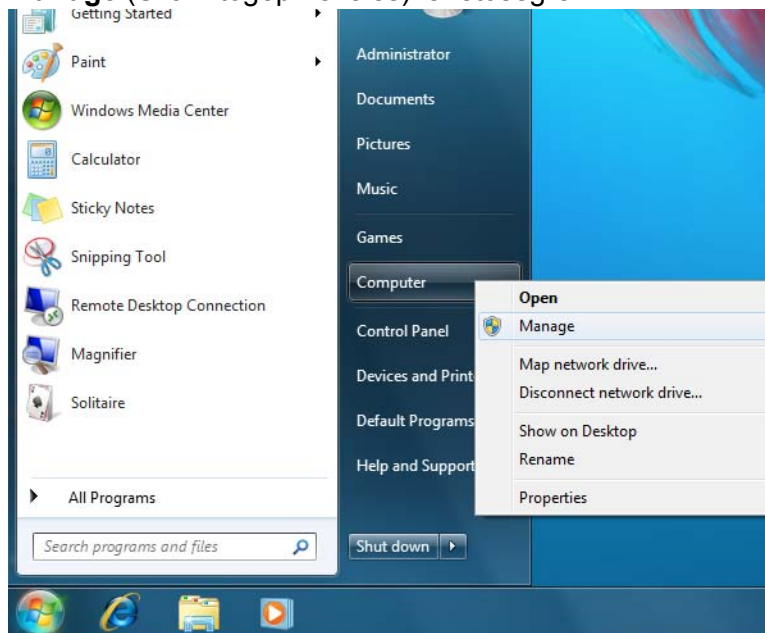 Getting Started
Paint
Windows Media Center
Calculator
Sticky Notes
Snipping Tool
Remote Desktop Connection
Magnifier
Solitaire
All Programs
Search programs and files
Administrator
Documents
Pictures
Music
Games
Computer
Control Panel
Devices and Print
Default Programs
Help and Support
Shut down
Open
Manage
Map network drive...
Disconnect network drive...
Show on Desktop
Rename
Properties